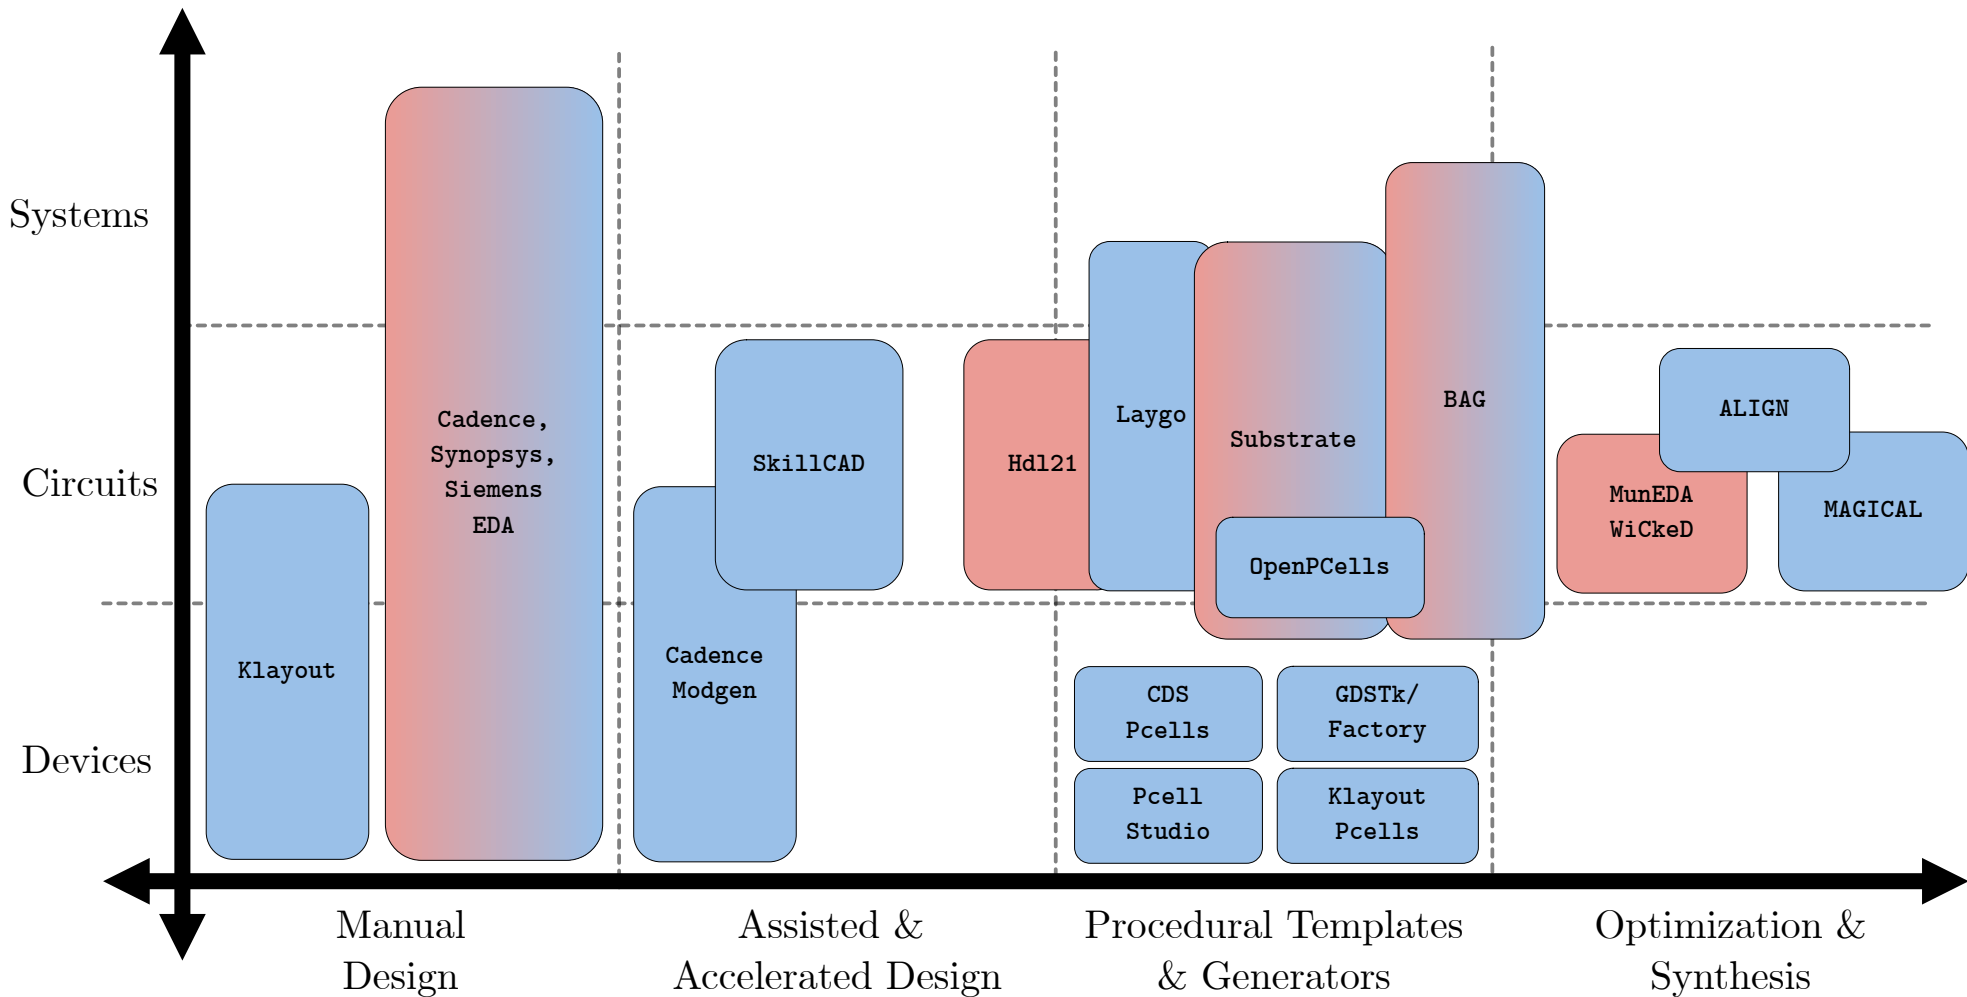 Systems
Circuits
Devices
Klayout
Cadence,
Synopsys,
Siemens
EDA
Cadence
Modgen
SkillCAD
Hdl21
Laygo
Substrate
OpenPCells
BAG
CDS
Pcells
GDSTk/
Factory
Pcell
Studio
Klayout
Pcells
ALIGN
MunEDA
WiCkeD
MAGICAL
Manual
Design
Assisted &
Accelerated Design
Procedural Templates
& Generators
Optimization &
Synthesis